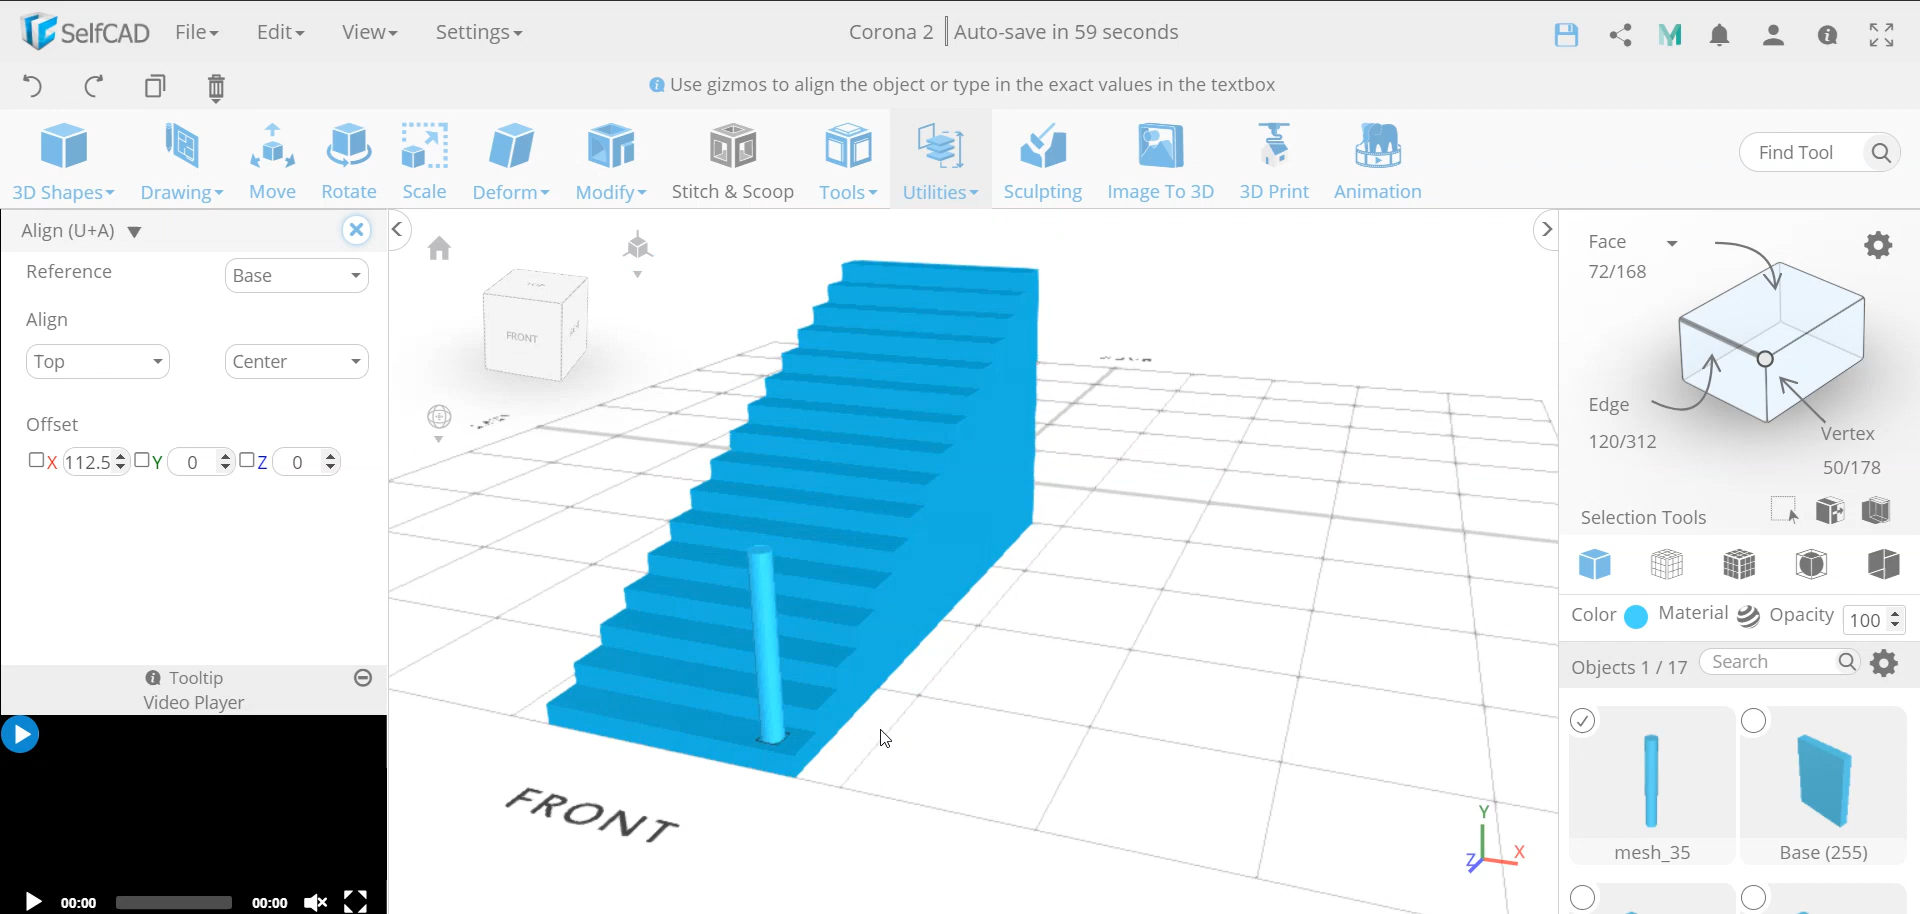 SelfCAD File Edit View Settings Corona 2 Auto-save in 59 seconds
Use gizmos to align the object or type in the exact values in the textbox
3D Shapes Drawing Move Rotate Scale Deform Modify Stitch & Scoop Tools Utilities Sculpting Image To 3D 3D Print Animation Find Tool
Align (U+A)
Reference Base
Align
Top Center
Offset
X 112.5 Y 0 Z 0
Tooltip
Video Player
00:00 00:00
TOP
FRONT
FRONT
Y
Z X
Face
72/168
Edge
120/312
Vertex
50/178
Selection Tools
Color Material Opacity 100
Objects 1 / 17 Search
mesh_35 Base (255)